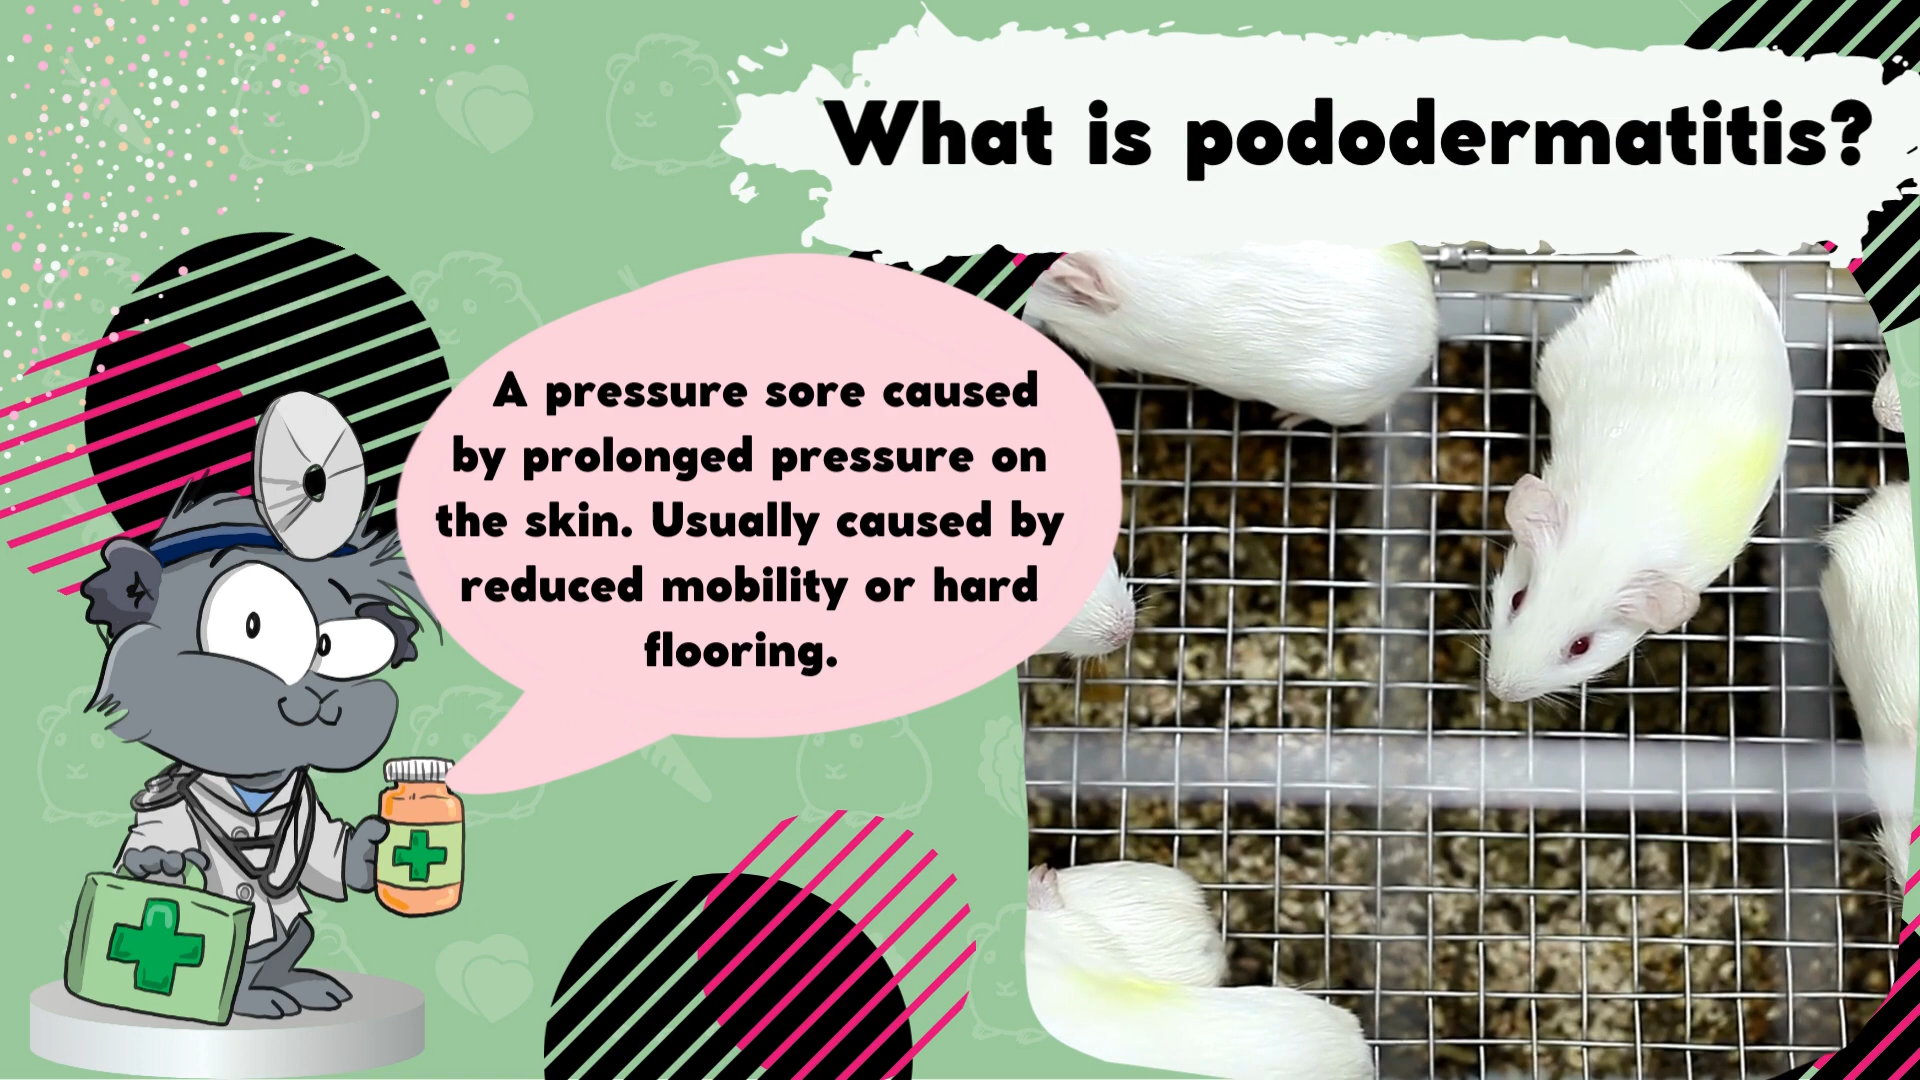 What is pododermatitis?
A pressure sore caused
by prolonged pressure on
the skin. Usually caused by
reduced mobility or hard
flooring.